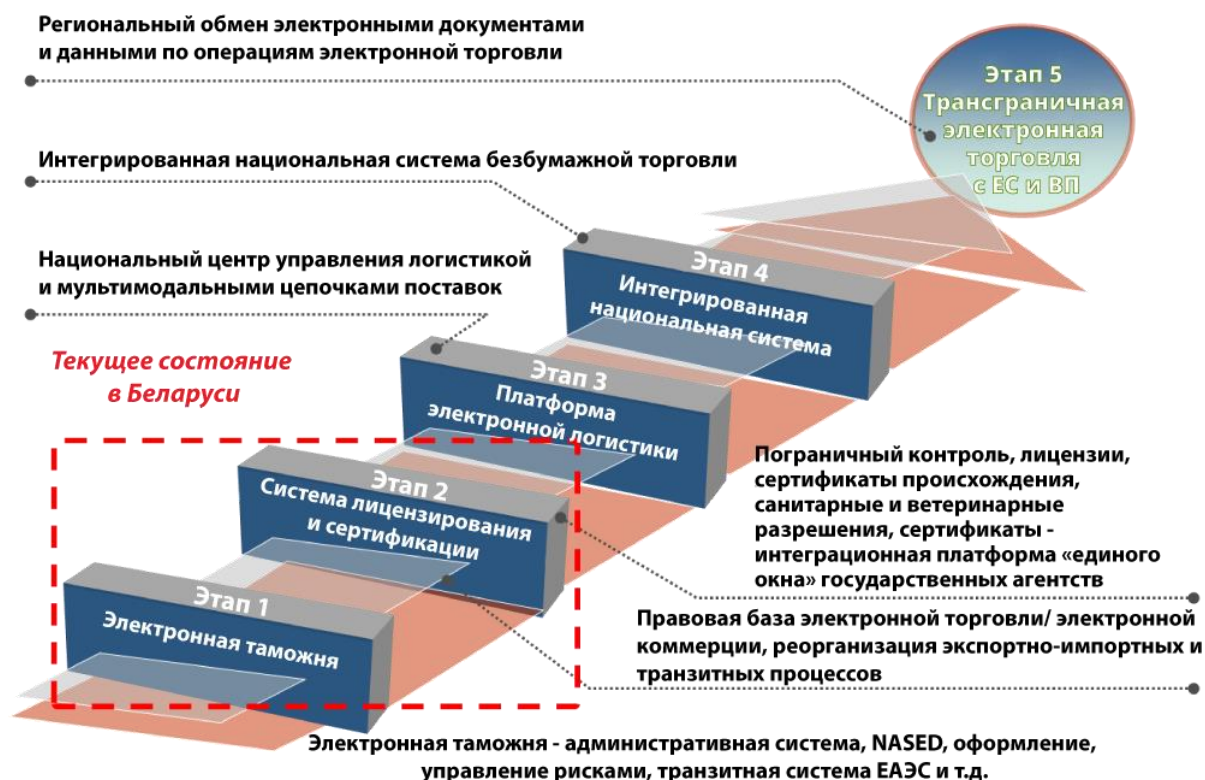 Региональный обмен электронными документами
и данными по операциям электронной торговли
Этап 5
Трансграничная
электронная
торговля
с ЕС и ВП
Интегрированная национальная система безбумажной торговли
Национальный центр управления логистикой
и мультимодальными цепочками поставок
Этап 4
Интегрированная
национальная система
Текущее состояние
в Беларуси
Этап 3
Платформа
электронной логистики
Этап 2
Система лицензирования
и сертификации
Пограничный контроль, лицензии,
сертификаты происхождения,
санитарные и ветеринарные
разрешения, сертификаты -
интеграционная платформа «единого
окна» государственных агентств
Этап 1
Электронная таможня
Правовая база электронной торговли/ электронной
коммерции, реорганизация экспортно-импортных и
транзитных процессов
Электронная таможня - административная система, NASED, оформление,
управление рисками, транзитная система ЕАЭС и т.д.